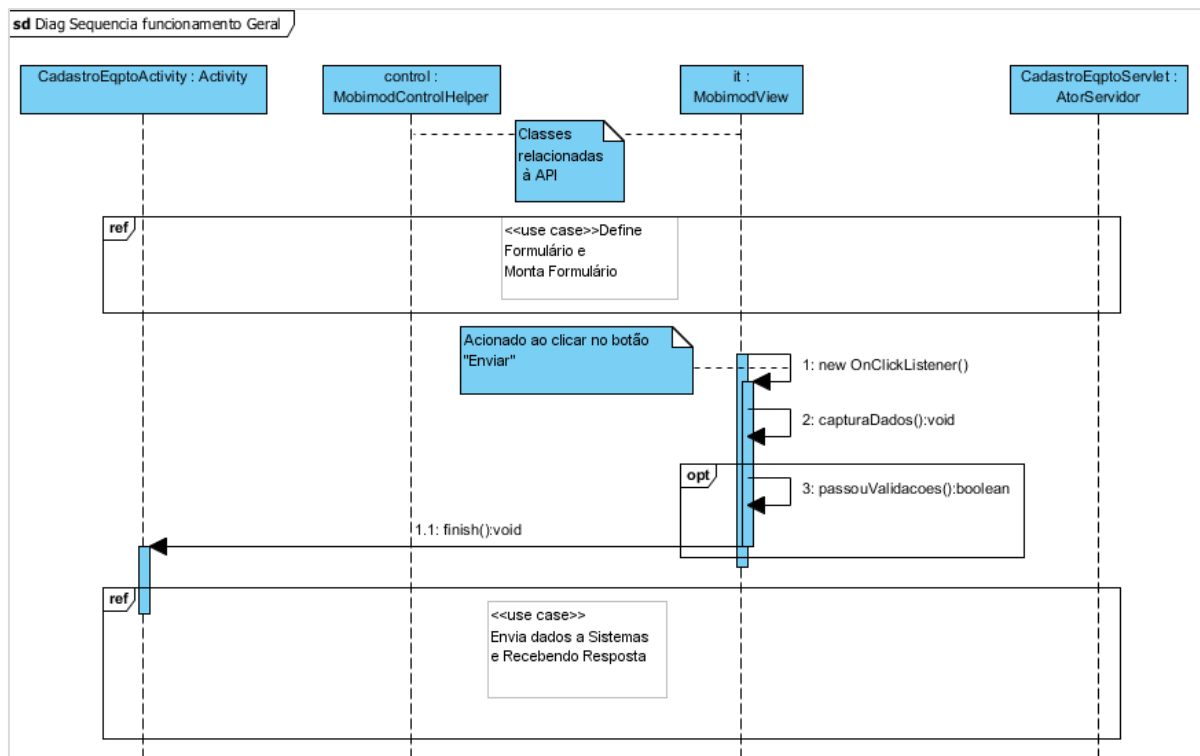 sd Diag Sequencia funcionamento Geral
CadastroEqptoActivity : Activity
control :
MobimodControlHelper
it :
MobimodView
CadastroEqptoServlet :
AtorServidor
Classes
relacionadas
à API
ref
<<use case>>Define
Formulário e
Monta Formulário
Acionado ao clicar no botão
"Enviar"
1: new OnClickListener()
2: capturaDados():void
opt
3: passouValidacoes():boolean
1.1: finish():void
ref
<<use case>>
Envia dados a Sistemas
e Recebendo Resposta